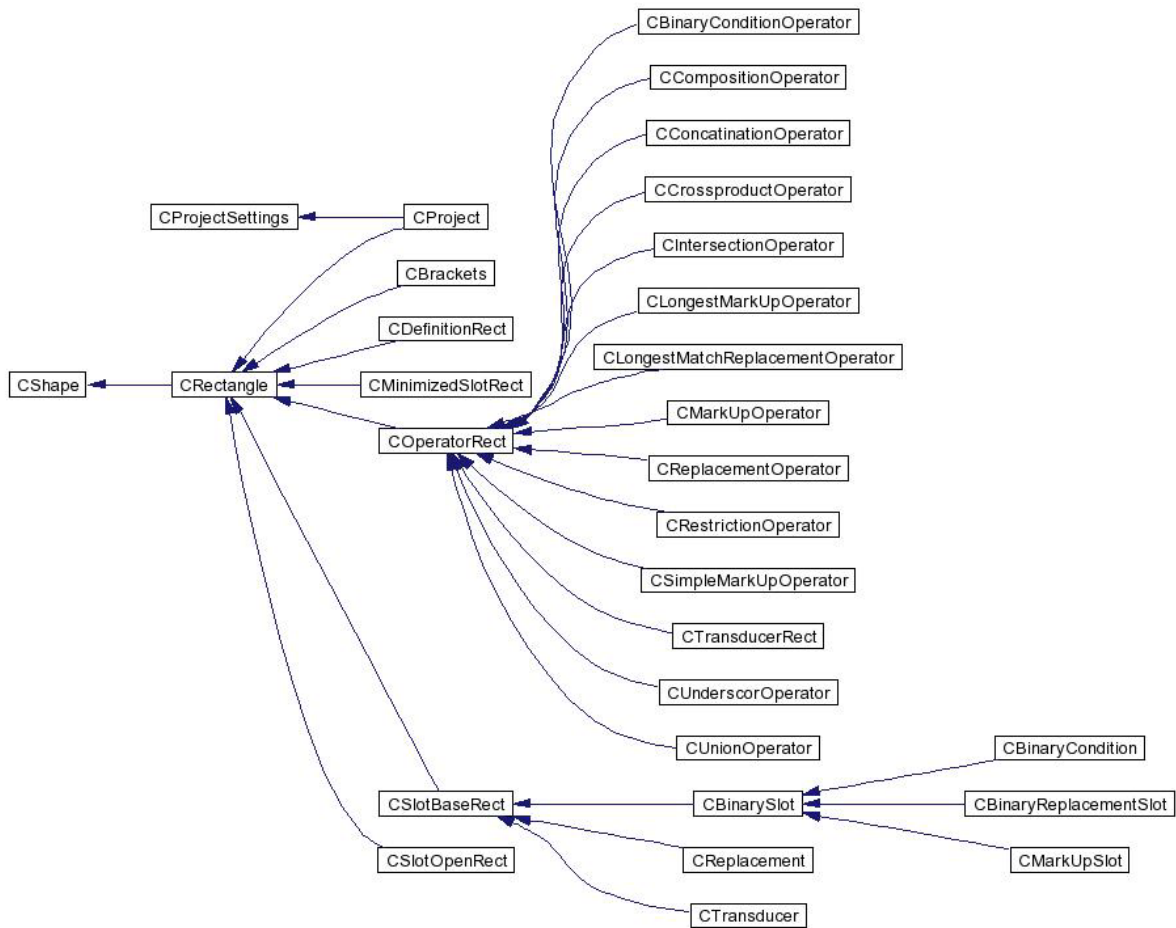 CBinaryConditionOperator
CCompositionOperator
CConcatinationOperator
CCrossproductOperator
CProjectSettings
CProject
CIntersectionOperator
CBrackets
CLongestMarkUpOperator
CDefinitionRect
CLongestMatchReplacementOperator
CShape
CRectangle
CMinimizedSlotRect
CMarkUpOperator
COperatorRect
CReplacementOperator
CRestrictionOperator
CSimpleMarkUpOperator
CTransducerRect
CUnderscorOperator
CUnionOperator
CBinaryCondition
CSlotBaseRect
CBinarySlot
CBinaryReplacementSlot
CSlotOpenRect
CReplacement
CMarkUpSlot
CTransducer